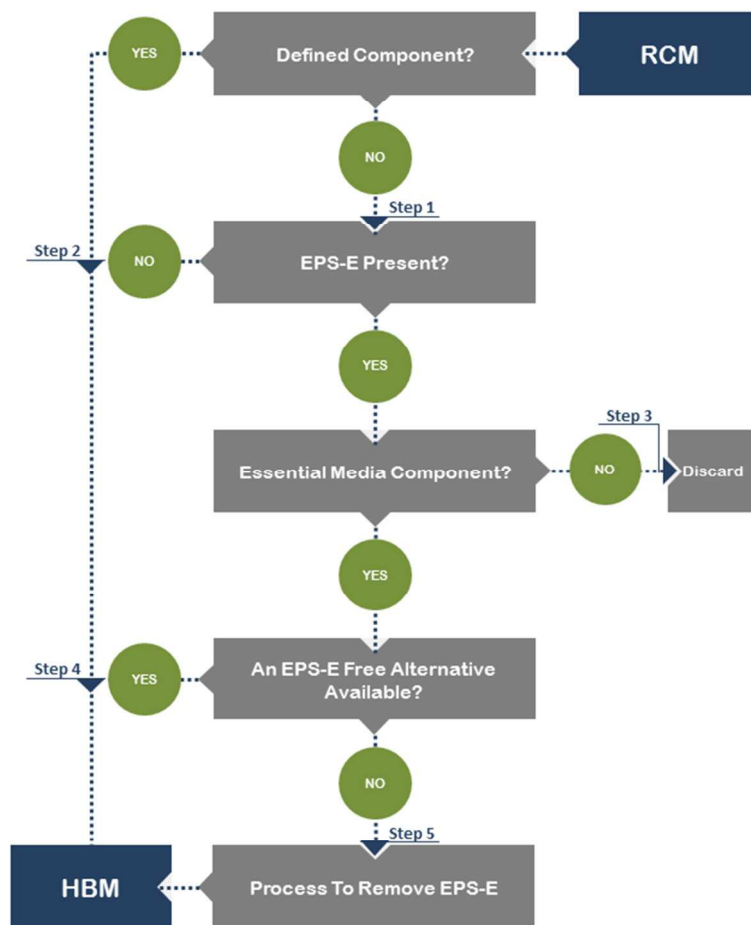 YES
Defined Component?
RCM
NO
Step 1
Step 2
NO
EPS-E Present?
YES
Step 3
Essential Media Component?
NO
Discard
YES
Step 4
YES
An EPS-E Free Alternative
Available?
NO
Step 5
HBM
Process To Remove EPS-E